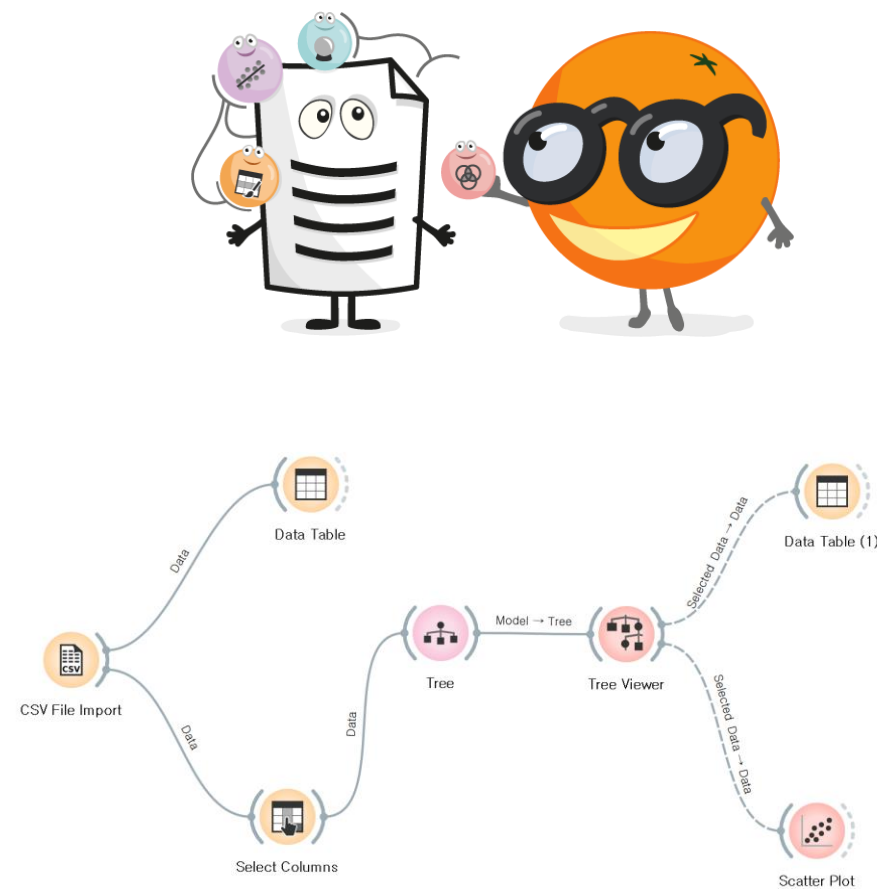 Data Table
Data Table (1)
Data
Selected Data → Data
Model → Tree
Tree
Tree Viewer
CSV
CSV File Import
Data
Data
Selected Data → Data
Select Columns
Scatter Plot